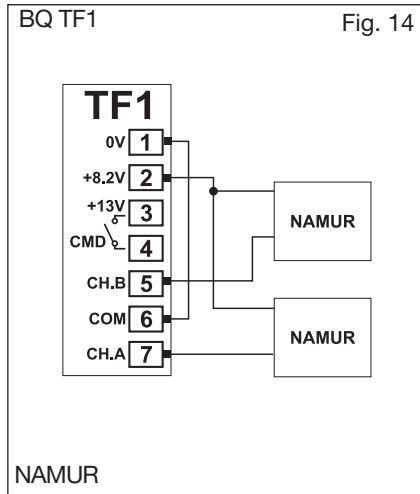 BQ TF1 Fig. 14
TF1
0V 1
+8.2V 2
+13V 3
CMD 4
CH.B 5
COM 6
CH.A 7
NAMUR
NAMUR
NAMUR